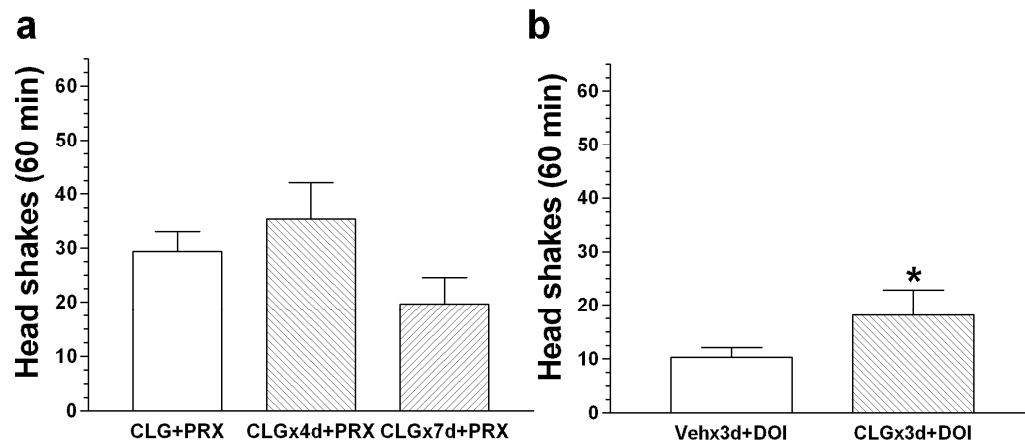 a
Head shakes (60 min)
60
50
40
30
20
10
0
CLG+PRX CLGx4d+PRX CLGx7d+PRX
b
Head shakes (60 min)
60
50
40
30
20
10
0
*
Vehx3d+DOI CLGx3d+DOI